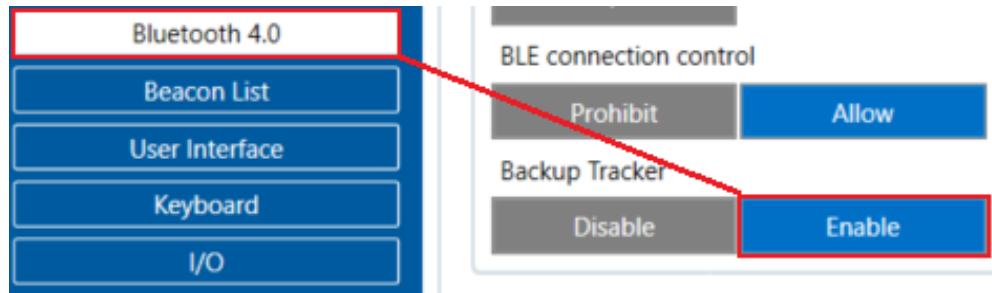 Bluetooth 4.0
Beacon List
User Interface
Keyboard
I/O
BLE connection control
Prohibit Allow
Backup Tracker
Disable Enable